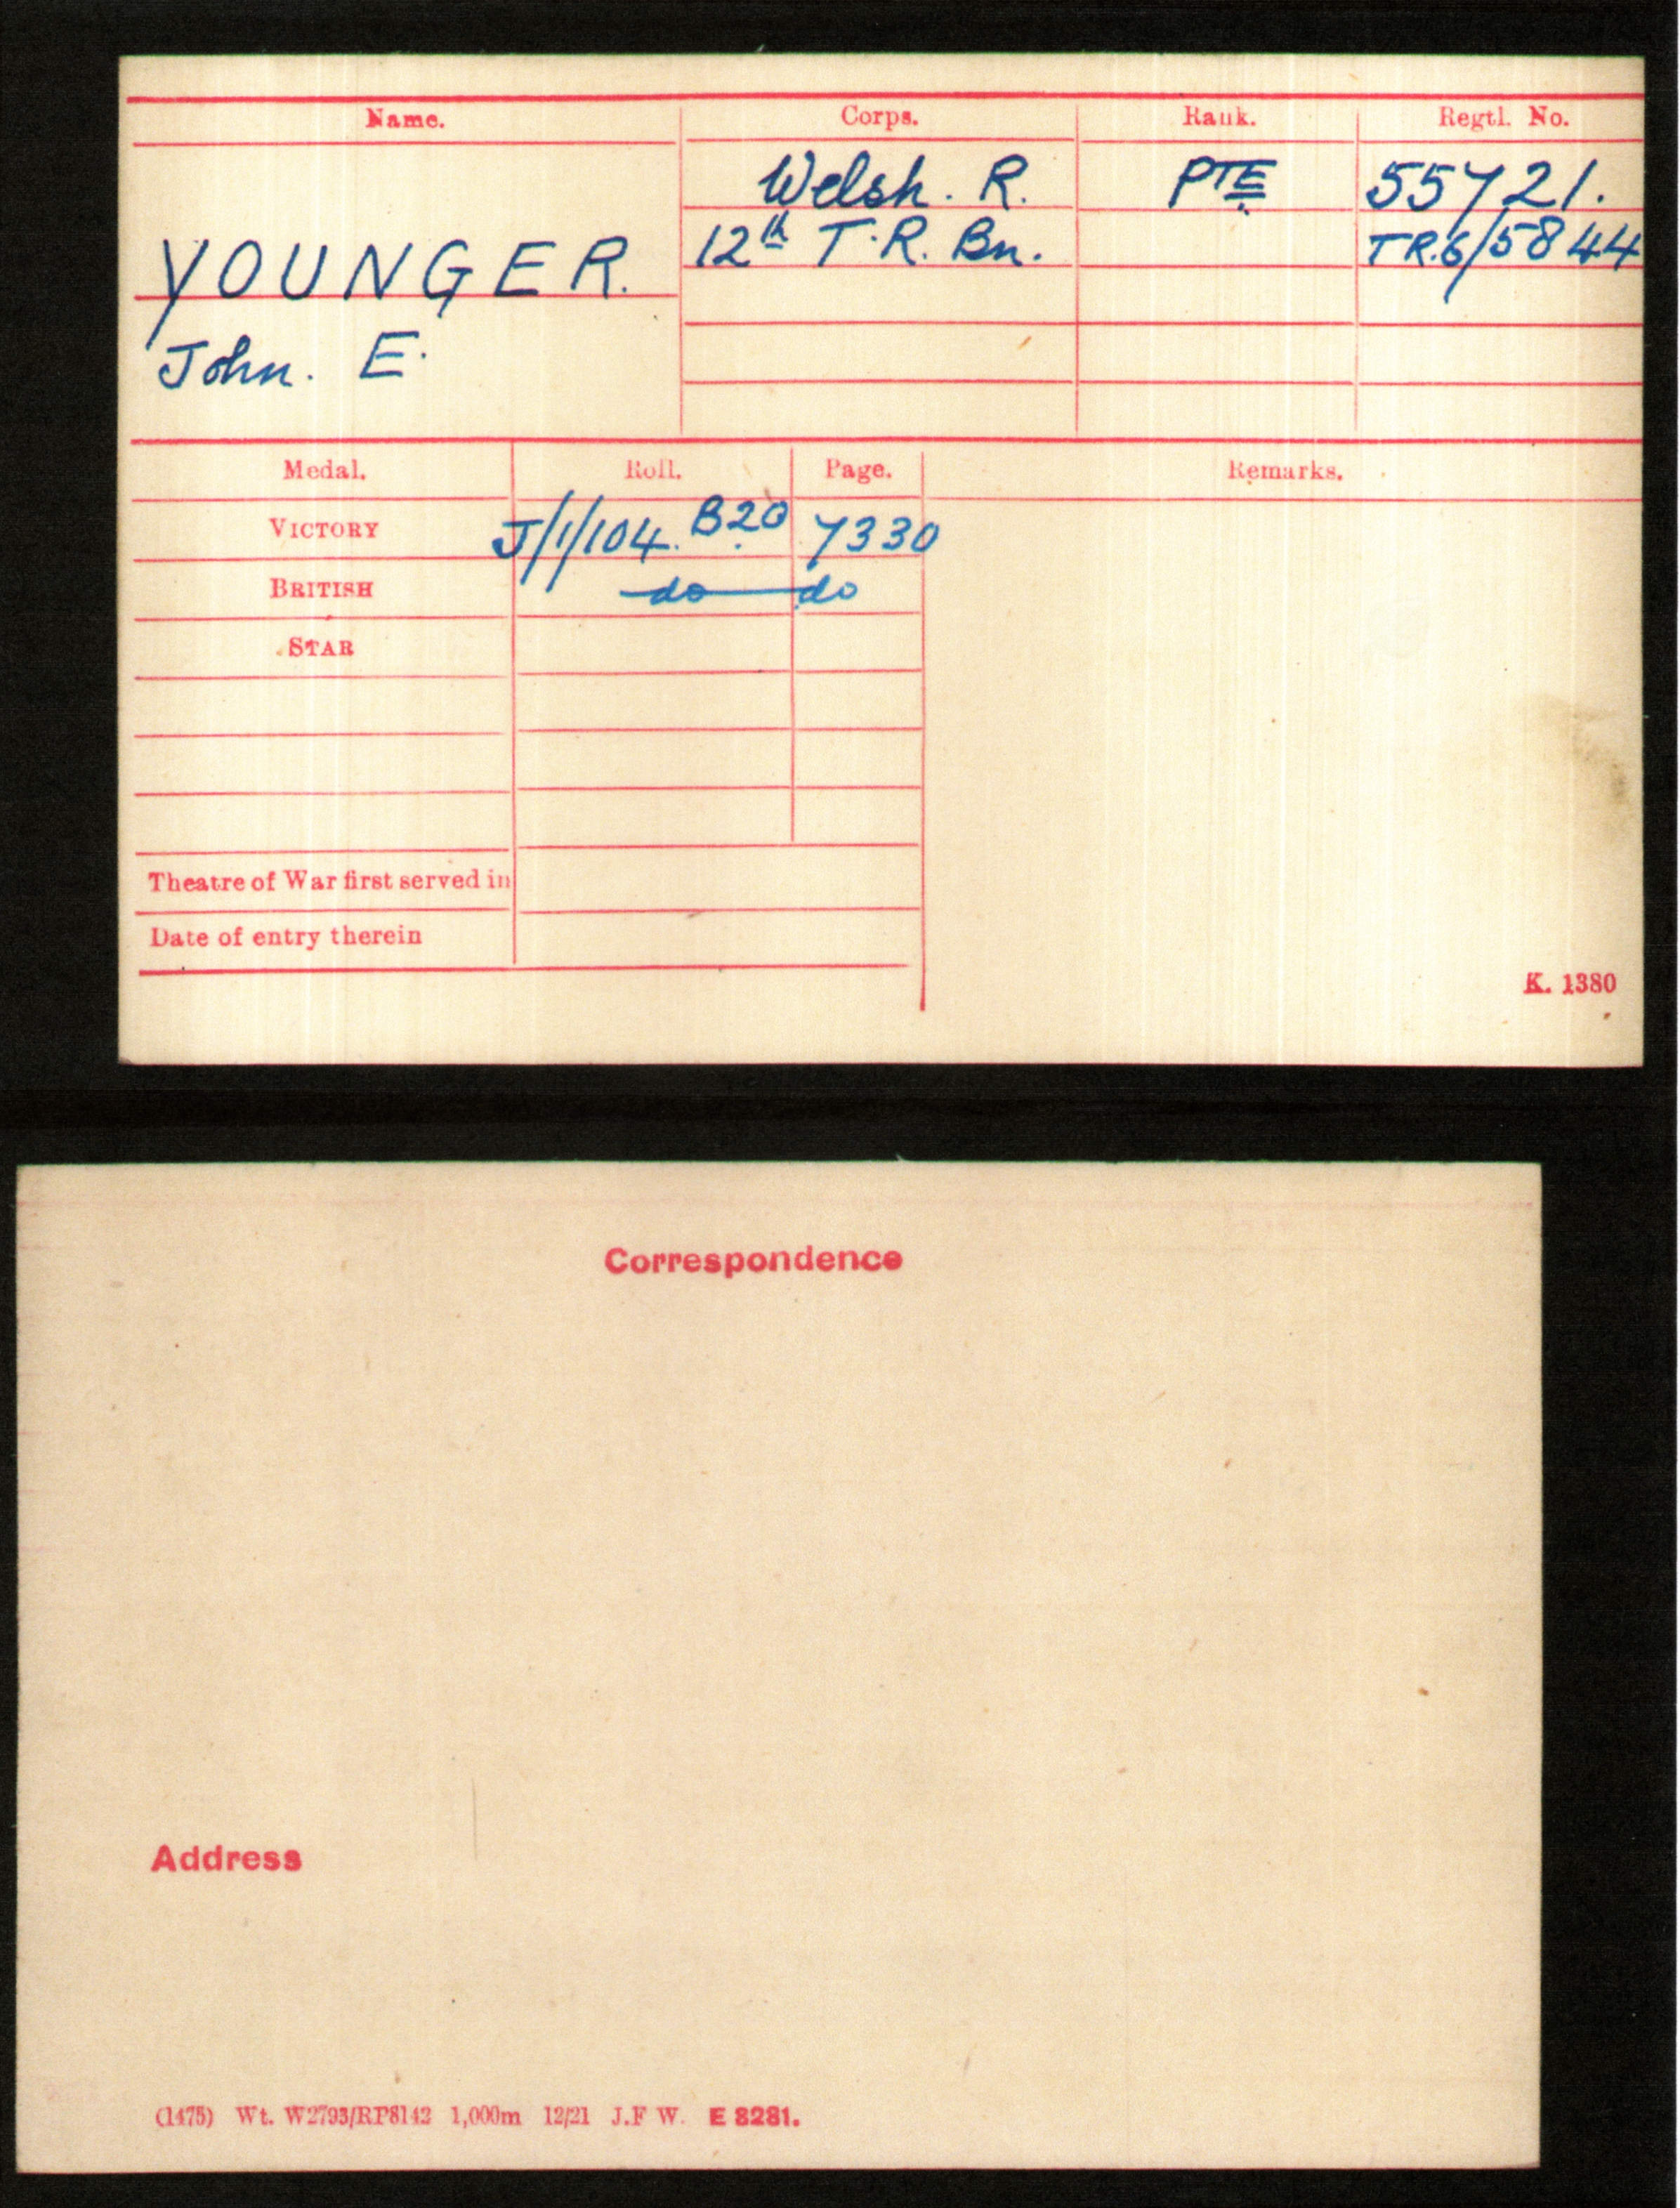 Name. Corps. Rank. Regtl. No.
Welsh. R. PTE 55721.
YOUNGER. 12th T.R. Bn. TR.6/5844
John. E.
Medal. Roll. Page. Remarks.
VICTORY J/1/104. B20 7330
BRITISH do do
STAR
Theatre of War first served in
Date of entry therein
K. 1380
Correspondence
Address
(1475) Wt. W2793/RP8142 1,000m 12/21 J.F W. E 8281.